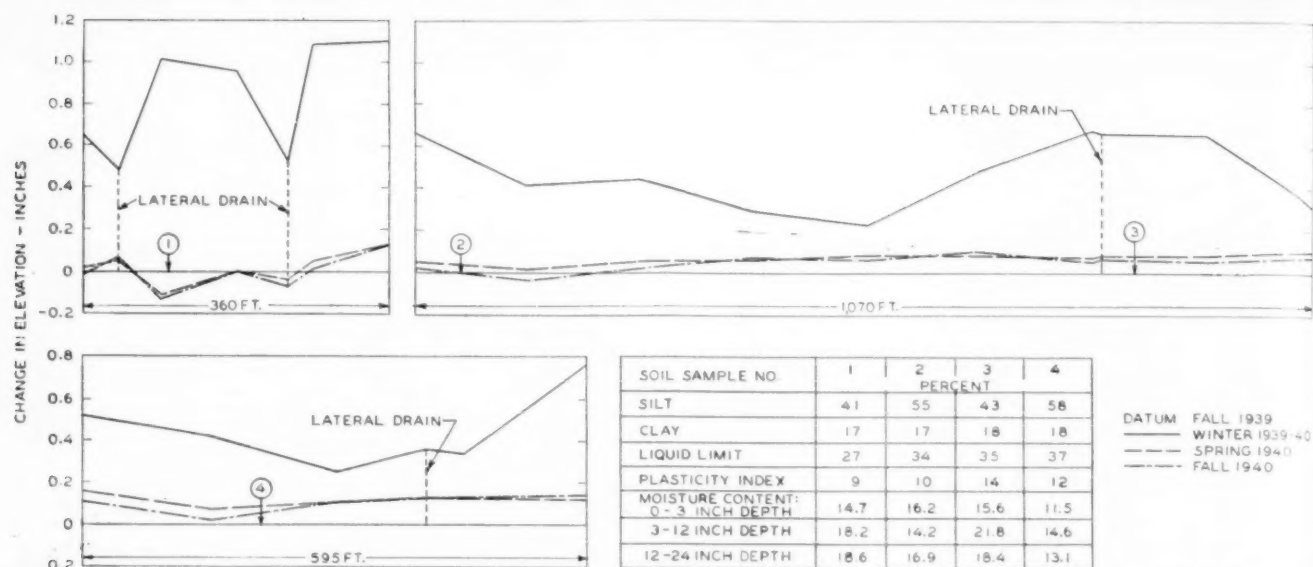 CHANGE IN ELEVATION - INCHES
1.2
1.0
0.8
0.6
0.4
0.2
0
-0.2
LATERAL DRAIN
1
360 FT.
LATERAL DRAIN
2
3
1,070 FT.
0.8
0.6
0.4
0.2
0
0.2
LATERAL DRAIN
4
595 FT.
SOIL SAMPLE NO. 1 2 3 4
PERCENT
SILT 41 55 43 58
CLAY 17 17 18 18
LIQUID LIMIT 27 34 35 37
PLASTICITY INDEX 9 10 14 12
MOISTURE CONTENT:
0-3 INCH DEPTH 14.7 16.2 15.6 11.5
3-12 INCH DEPTH 18.2 14.2 21.8 14.6
12-24 INCH DEPTH 18.6 16.9 18.4 13.1
DATUM FALL 1939
WINTER 1939-40
SPRING 1940
FALL 1940